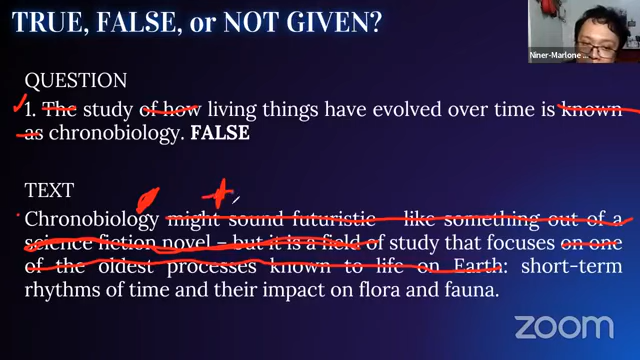 TRUE, FALSE, or NOT GIVEN?
Niner-Marlone
QUESTION
1. The study of how living things have evolved over time is known
as chronobiology. FALSE
TEXT
Chronobiology might sound futuristic – like something out of a
science fiction novel – but it is a field of study that focuses on one
of the oldest processes known to life on Earth: short-term
rhythms of time and their impact on flora and fauna.
zoom